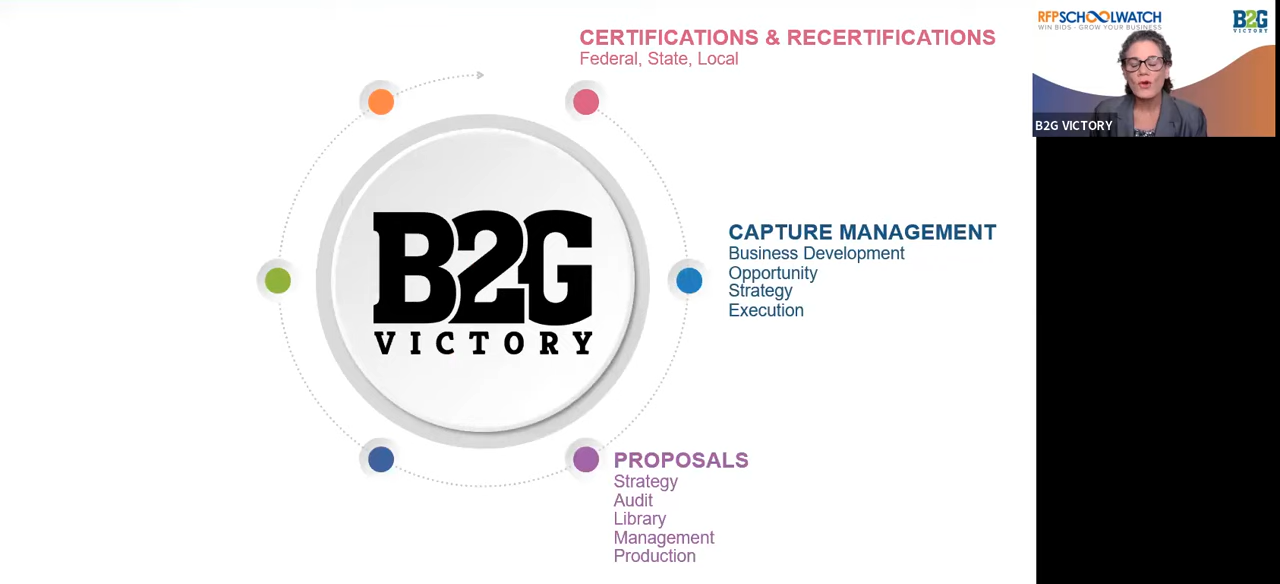 CERTIFICATIONS & RECERTIFICATIONS
Federal, State, Local
CAPTURE MANAGEMENT
Business Development
Opportunity
Strategy
Execution
PROPOSALS
Strategy
Audit
Library
Management
Production
B2G
VICTORY
RFPSCHOOLWATCH
WIN BIDS - GROW YOUR BUSINESS
B2G
VICTORY
B2G VICTORY